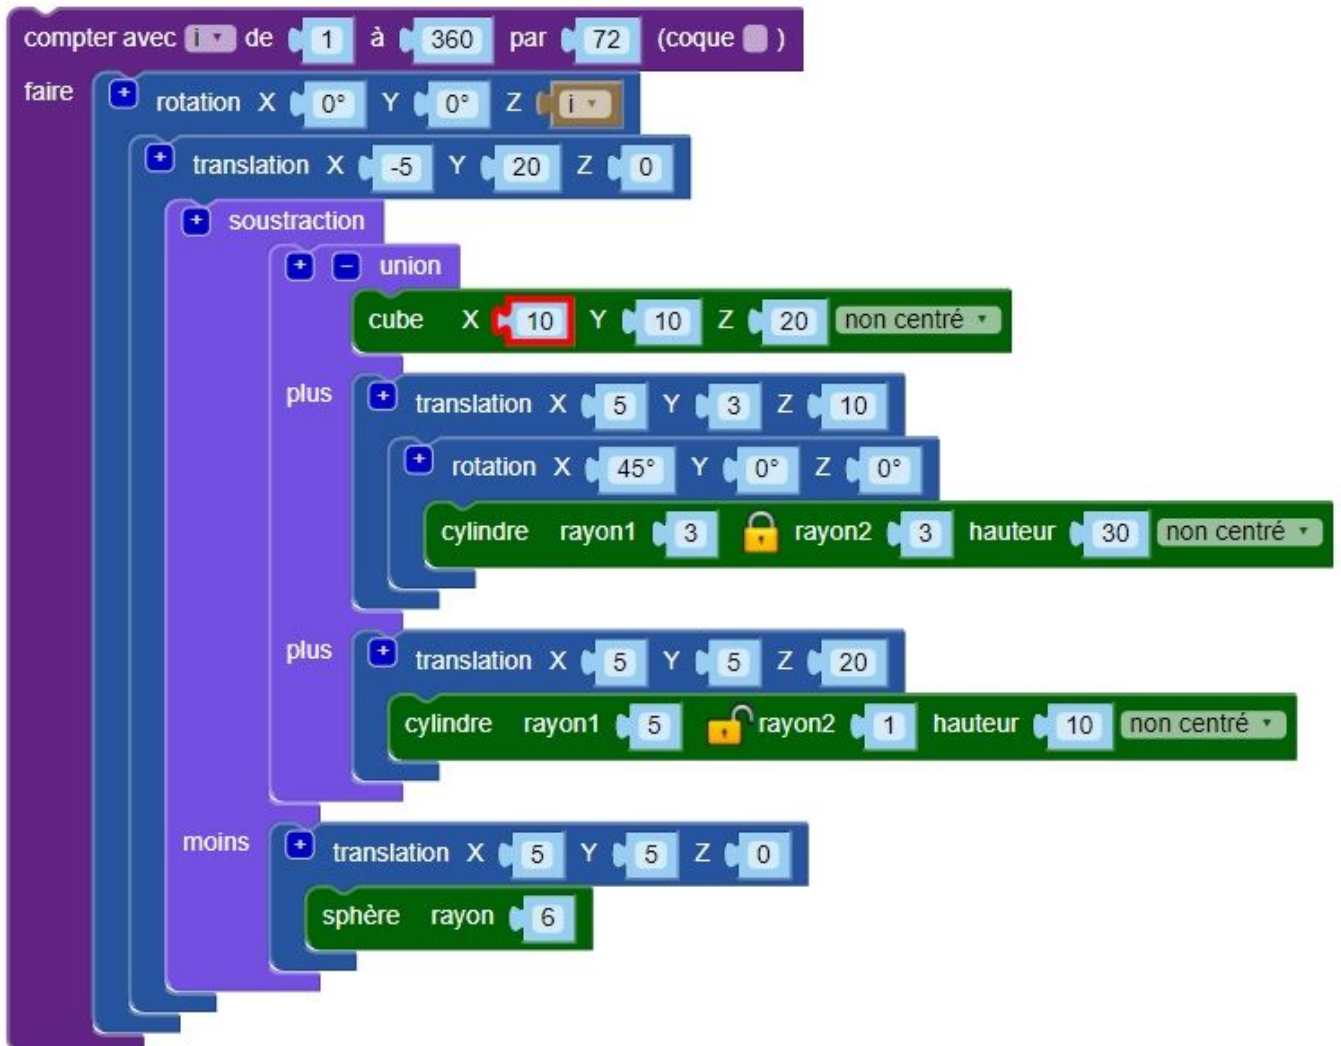 compter avec i de 1 à 360 par 72 (coque )
faire + rotation X 0° Y 0° Z i
+ translation X -5 Y 20 Z 0
+ soustraction
+ - union
cube X 10 Y 10 Z 20 non centré
plus + translation X 5 Y 3 Z 10
+ rotation X 45° Y 0° Z 0°
cylindre rayon1 3 rayon2 3 hauteur 30 non centré
plus + translation X 5 Y 5 Z 20
cylindre rayon1 5 rayon2 1 hauteur 10 non centré
moins + translation X 5 Y 5 Z 0
sphère rayon 6